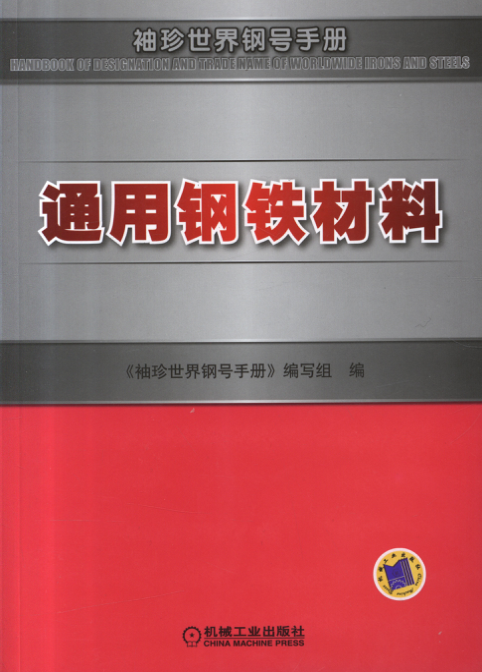 袖珍世界钢号手册
HANDBOOK OF DESIGNATION AND TRADE NAME OF WORLDWIDE IRONS AND STEELS
通用钢铁材料
《袖珍世界钢号手册》编写组 编
机械工业出版社
CHINA MACHINE PRESS